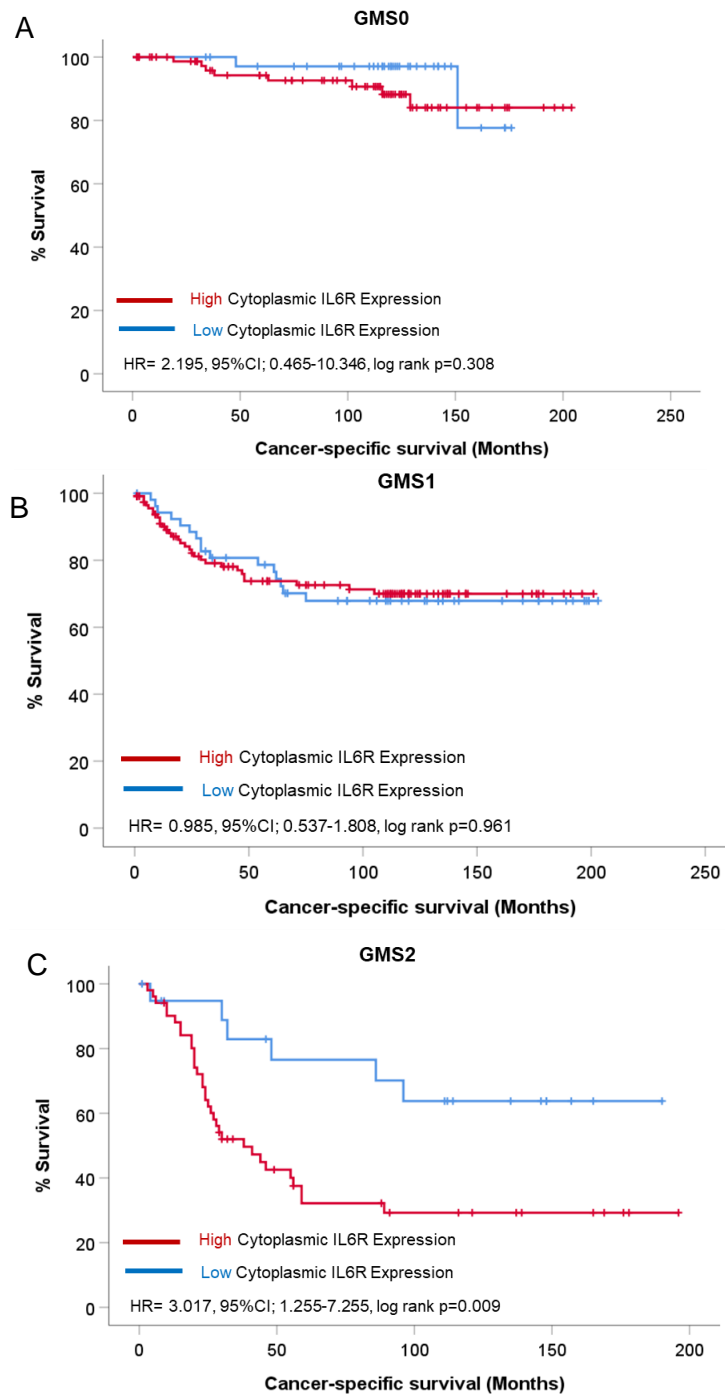 A
GMS0
100
80
60
40
20
0
% Survival
High Cytoplasmic IL6R Expression
Low Cytoplasmic IL6R Expression
HR= 2.195, 95%CI; 0.465-10.346, log rank p=0.308
0 50 100 150 200 250
Cancer-specific survival (Months)
B
GMS1
100
80
60
40
20
0
% Survival
High Cytoplasmic IL6R Expression
Low Cytoplasmic IL6R Expression
HR= 0.985, 95%CI; 0.537-1.808, log rank p=0.961
0 50 100 150 200 250
Cancer-specific survival (Months)
C
GMS2
100
80
60
40
20
0
% Survival
High Cytoplasmic IL6R Expression
Low Cytoplasmic IL6R Expression
HR= 3.017, 95%CI; 1.255-7.255, log rank p=0.009
0 50 100 150 200
Cancer-specific survival (Months)